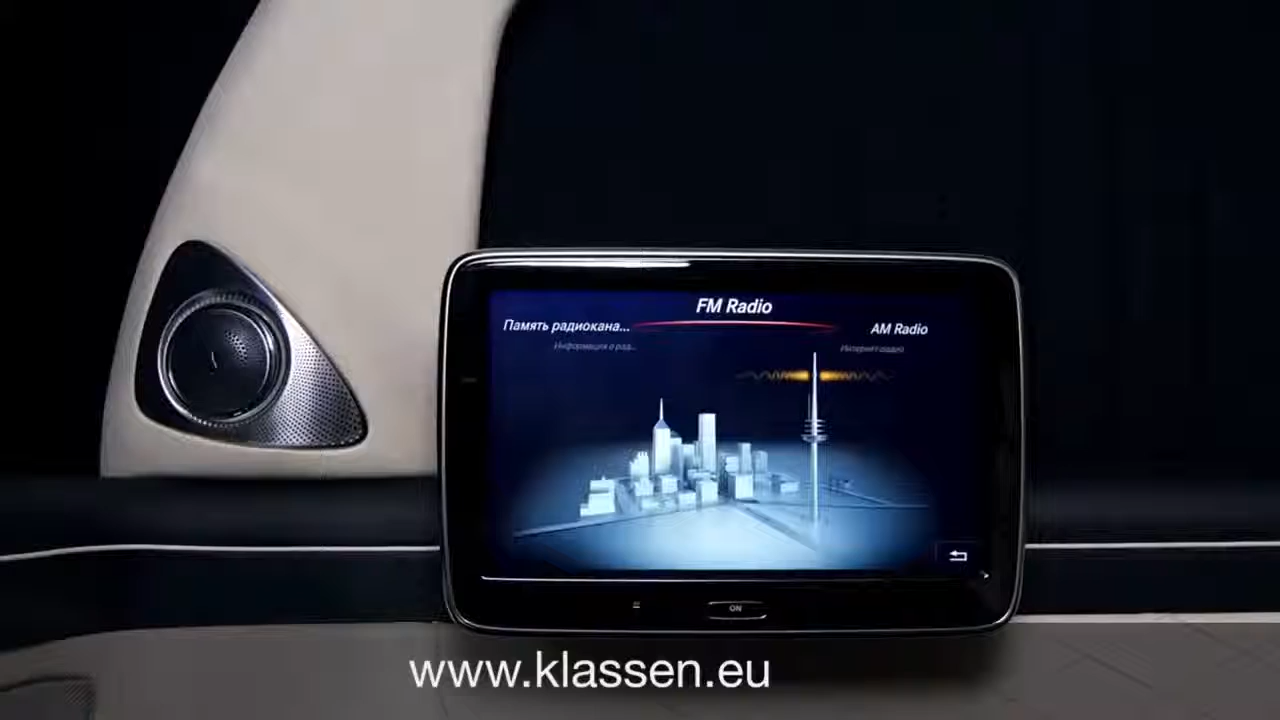 FM Radio
Память радиокана...
AM Radio
Информация о рад...
Интернет-радио
ON
www.klassen.eu